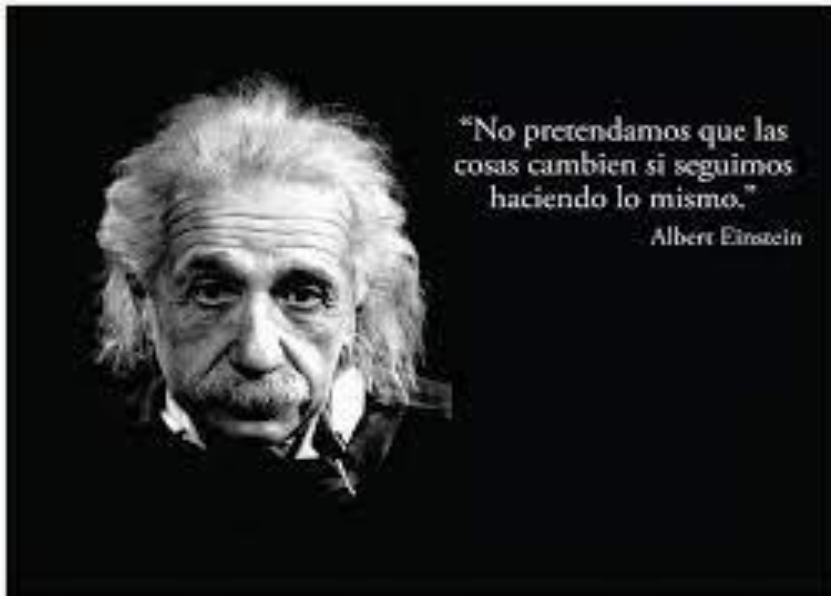 “No pretendamos que las
cosas cambien si seguimos
haciendo lo mismo.”
Albert Einstein